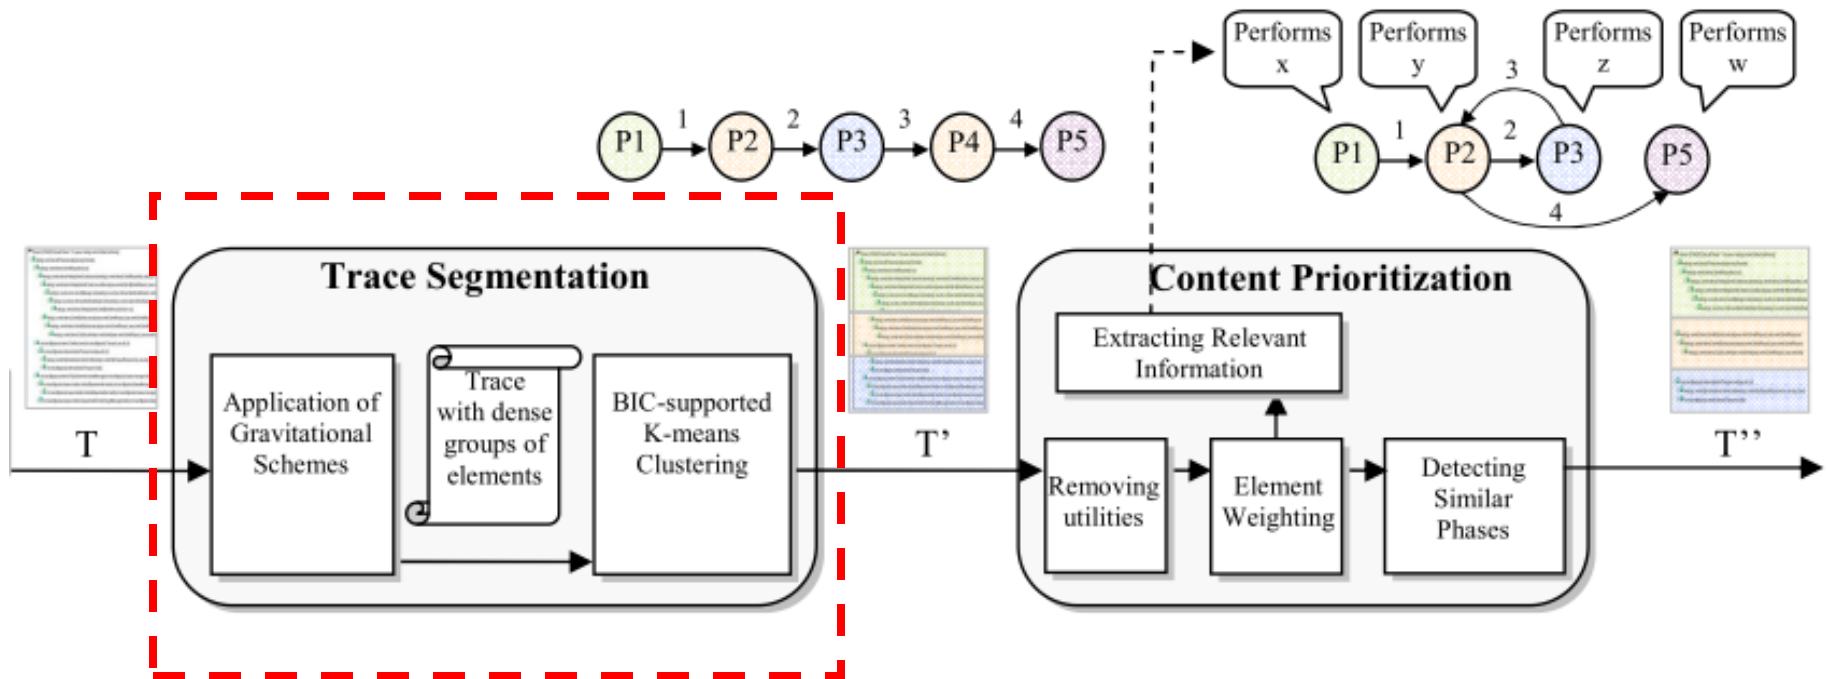 Performs
x
Performs
y
Performs
z
Performs
w
P1
1
P2
2
P3
3
P4
4
P5
P1
1
P2
2
P3
3
4
P5
Trace Segmentation
T
Application of
Gravitational
Schemes
Trace
with dense
groups of
elements
BIC-supported
K-means
Clustering
T’
Content Prioritization
Extracting Relevant
Information
Removing
utilities
Element
Weighting
Detecting
Similar
Phases
T’’